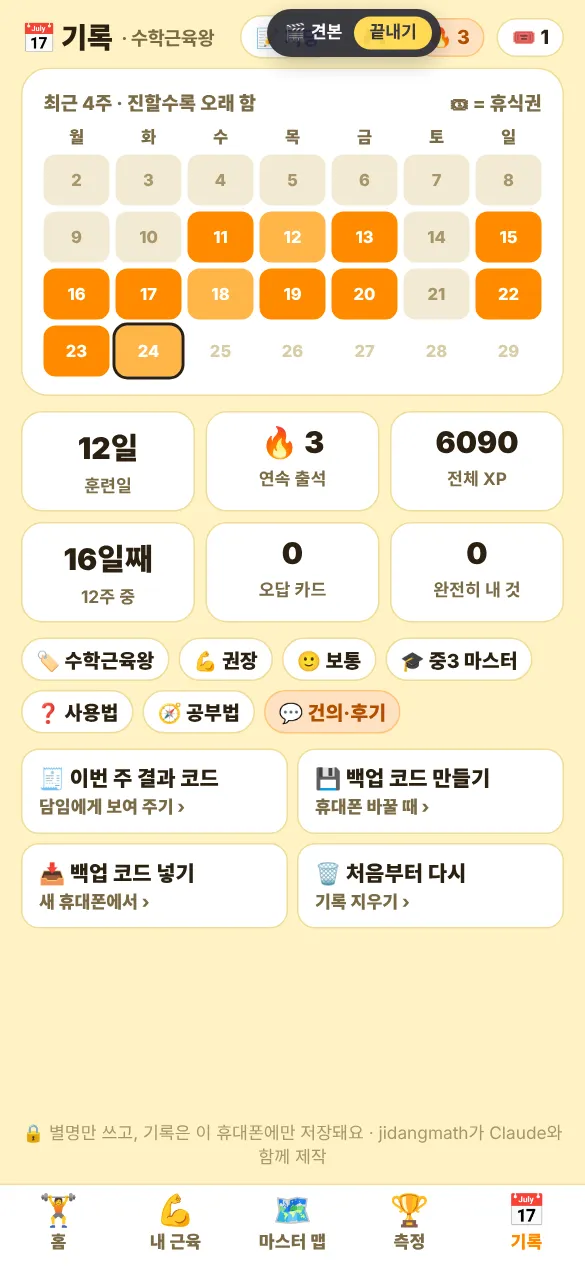 기록 · 수학근육왕
🎬 견본 끝내기
🔥 3
🎟️ 1
최근 4주 · 진할수록 오래 함
🎟 = 휴식권
월 화 수 목 금 토 일
2 3 4 5 6 7 8
9 10 11 12 13 14 15
16 17 18 19 20 21 22
23 24 25 26 27 28 29
12일
훈련일
🔥 3
연속 출석
6090
전체 XP
16일째
12주 중
0
오답 카드
0
완전히 내 것
🏷️ 수학근육왕
💪 권장
🙂 보통
🎓 중3 마스터
❓ 사용법
🧭 공부법
💬 건의·후기
🧾 이번 주 결과 코드
담임에게 보여 주기 ›
💾 백업 코드 만들기
휴대폰 바꿀 때 ›
📥 백업 코드 넣기
새 휴대폰에서 ›
🗑️ 처음부터 다시
기록 지우기 ›
🔒 별명만 쓰고, 기록은 이 휴대폰에만 저장돼요 · jidangmath가 Claude와
함께 제작
홈
내 근육
마스터 맵
측정
July
17
기록